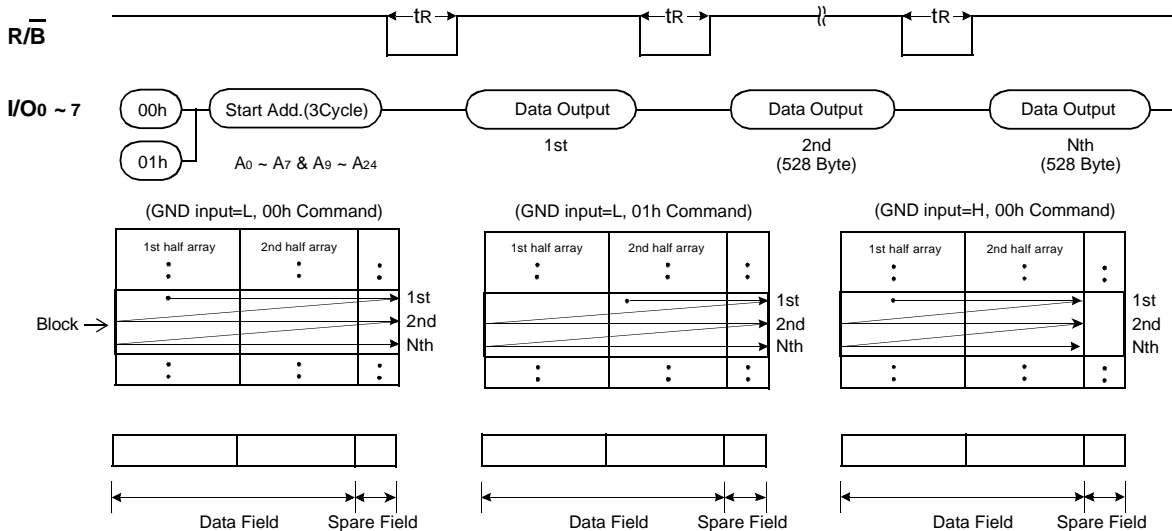 R/B
tR
tR
tR
I/O0 ~ 7
00h
Start Add.(3Cycle)
Data Output
Data Output
Data Output
01h
A0 ~ A7 & A9 ~ A24
1st
2nd
(528 Byte)
Nth
(528 Byte)
(GND input=L, 00h Command)
(GND input=L, 01h Command)
(GND input=H, 00h Command)
1st half array
2nd half array
1st half array
2nd half array
1st half array
2nd half array
Block
1st
2nd
Nth
1st
2nd
Nth
1st
2nd
Nth
Data Field
Spare Field
Data Field
Spare Field
Data Field
Spare Field